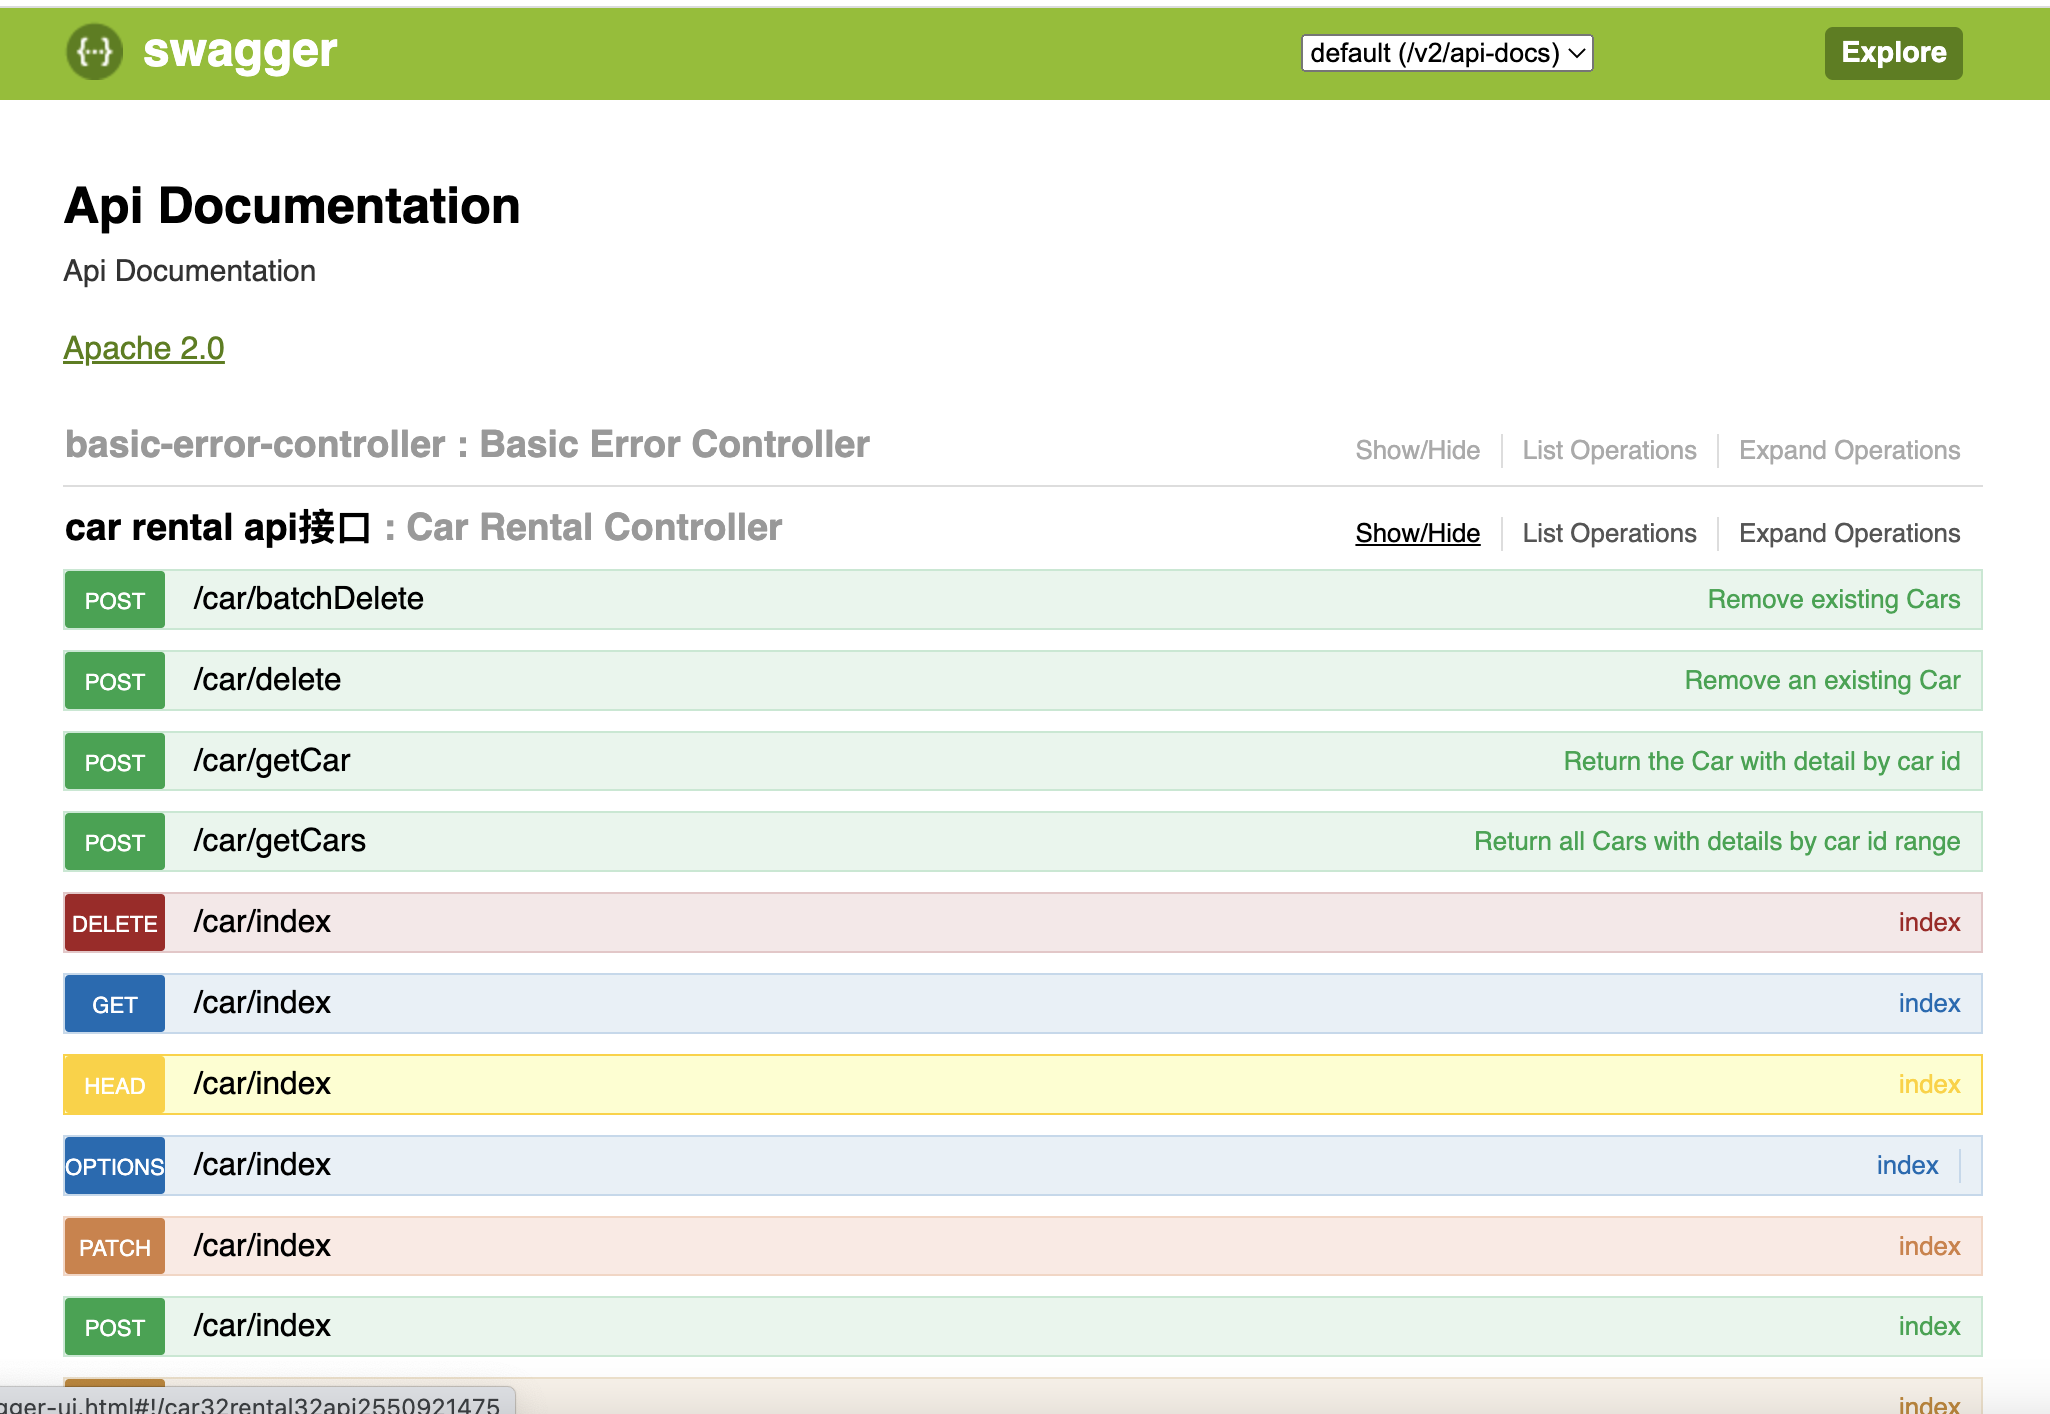 swagger
default (/v2/api-docs)
Explore
Api Documentation
Api Documentation
Apache 2.0
basic-error-controller : Basic Error Controller
Show/Hide
List Operations
Expand Operations
car rental api接口 : Car Rental Controller
Show/Hide
List Operations
Expand Operations
POST /car/batchDelete Remove existing Cars
POST /car/delete Remove an existing Car
POST /car/getCar Return the Car with detail by car id
POST /car/getCars Return all Cars with details by car id range
DELETE /car/index index
GET /car/index index
HEAD /car/index index
OPTIONS /car/index index
PATCH /car/index index
POST /car/index index
index
gger-ui.html#!/car32rental32api2550921475